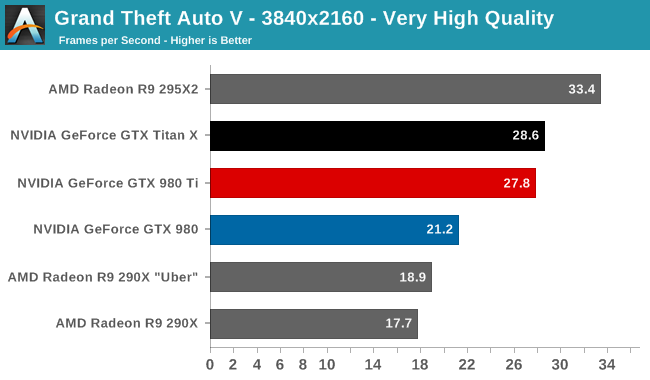 Grand Theft Auto V - 3840x2160 - Very High Quality
Frames per Second - Higher is Better
AMD Radeon R9 295X2 33.4
NVIDIA GeForce GTX Titan X 28.6
NVIDIA GeForce GTX 980 Ti 27.8
NVIDIA GeForce GTX 980 21.2
AMD Radeon R9 290X "Uber" 18.9
AMD Radeon R9 290X 17.7
0 2 4 6 8 10 14 18 22 26 30 34